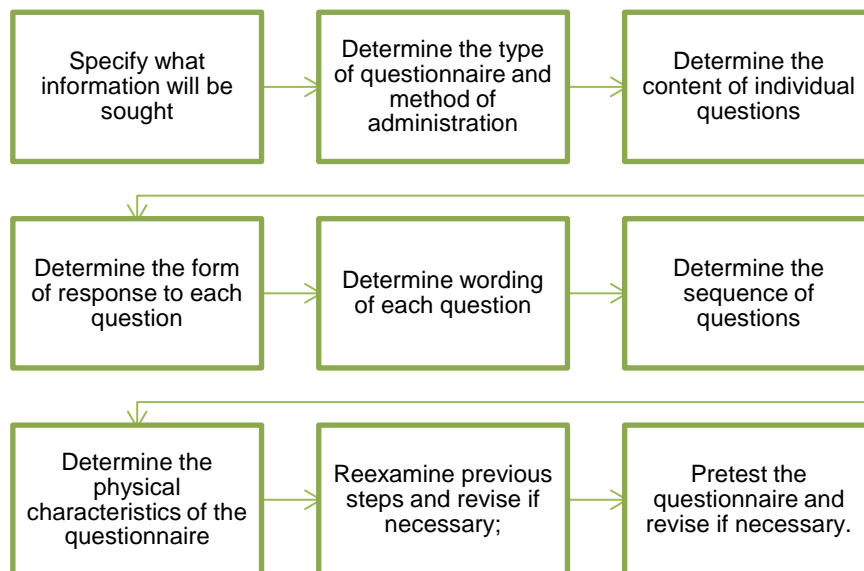 Specify what
information will be
sought
Determine the type
of questionnaire and
method of
administration
Determine the
content of individual
questions
Determine the form
of response to each
question
Determine wording
of each question
Determine the
sequence of
questions
Determine the
physical
characteristics of the
questionnaire
Reexamine previous
steps and revise if
necessary;
Pretest the
questionnaire and
revise if necessary.